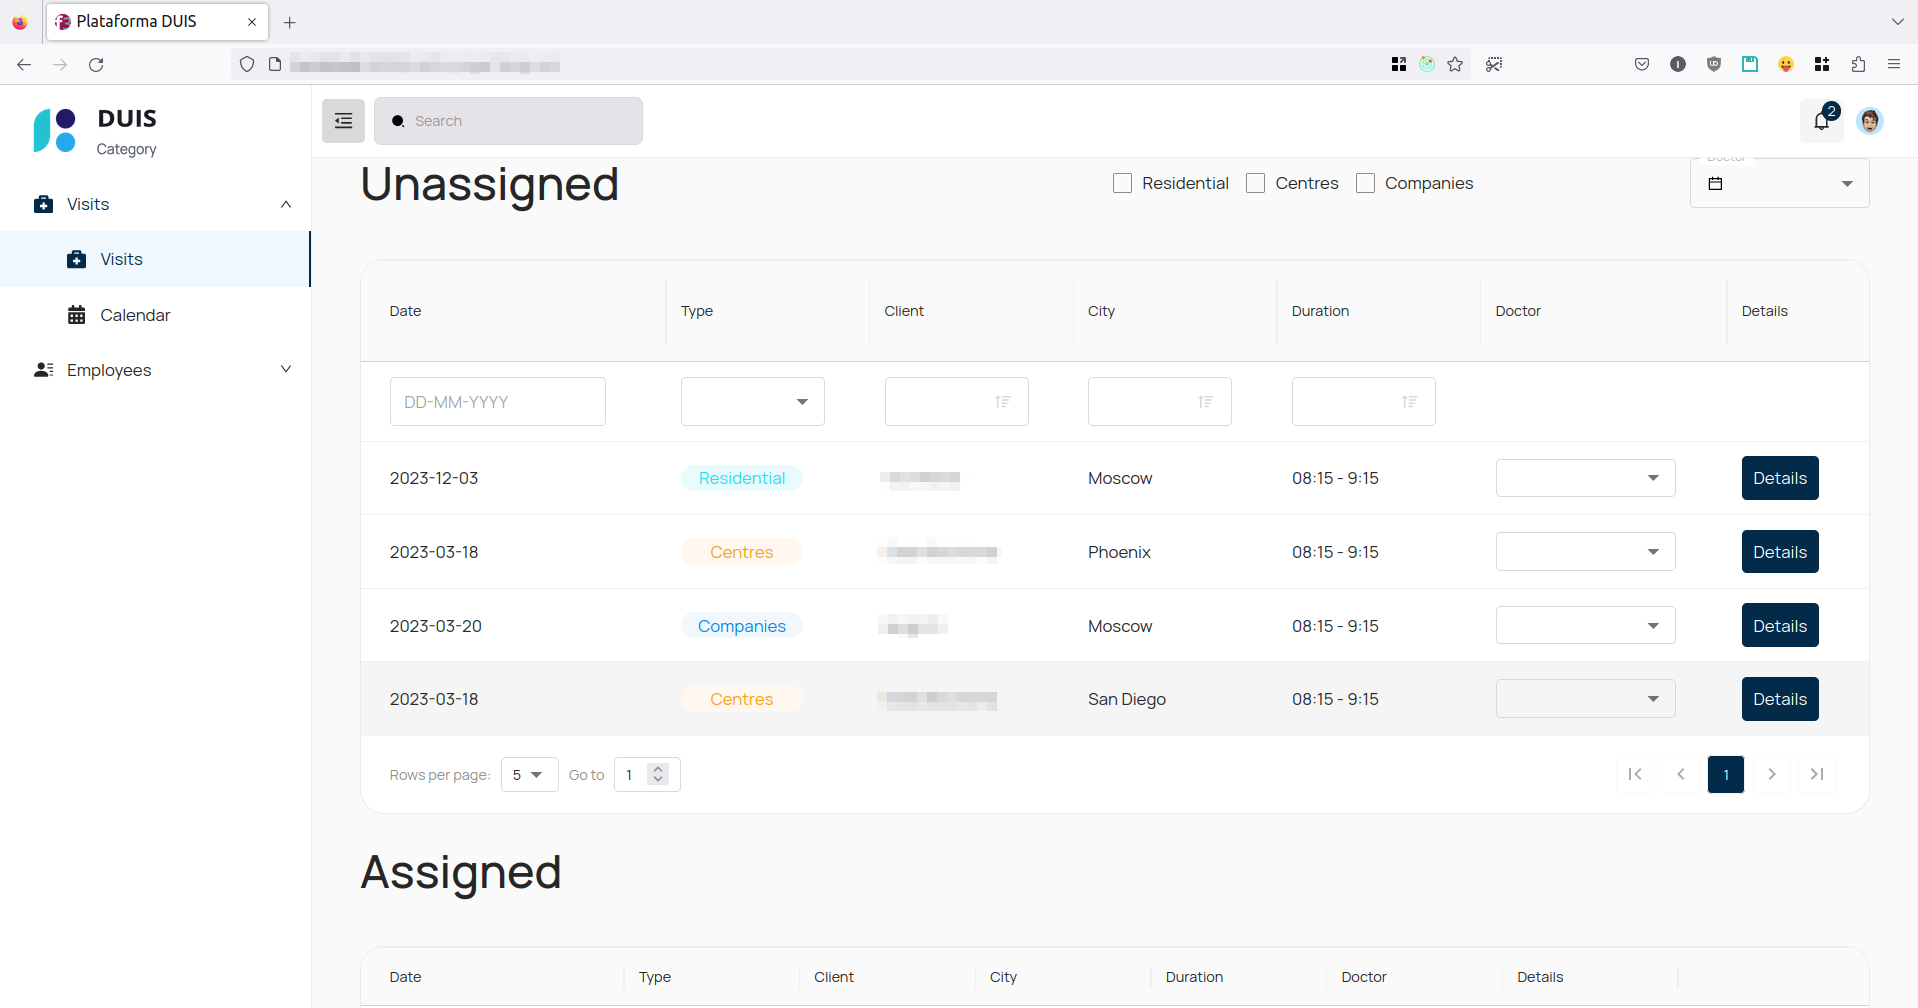 Plataforma DUIS
DUIS
Category
Search
2
Visits
Visits
Calendar
Employees
Unassigned
Residential
Centres
Companies
Doctor
Date Type Client City Duration Doctor Details
DD-MM-YYYY
2023-12-03 Residential Moscow 08:15 - 9:15 Details
2023-03-18 Centres Phoenix 08:15 - 9:15 Details
2023-03-20 Companies Moscow 08:15 - 9:15 Details
2023-03-18 Centres San Diego 08:15 - 9:15 Details
Rows per page: 5 Go to 1 1
Assigned
Date Type Client City Duration Doctor Details